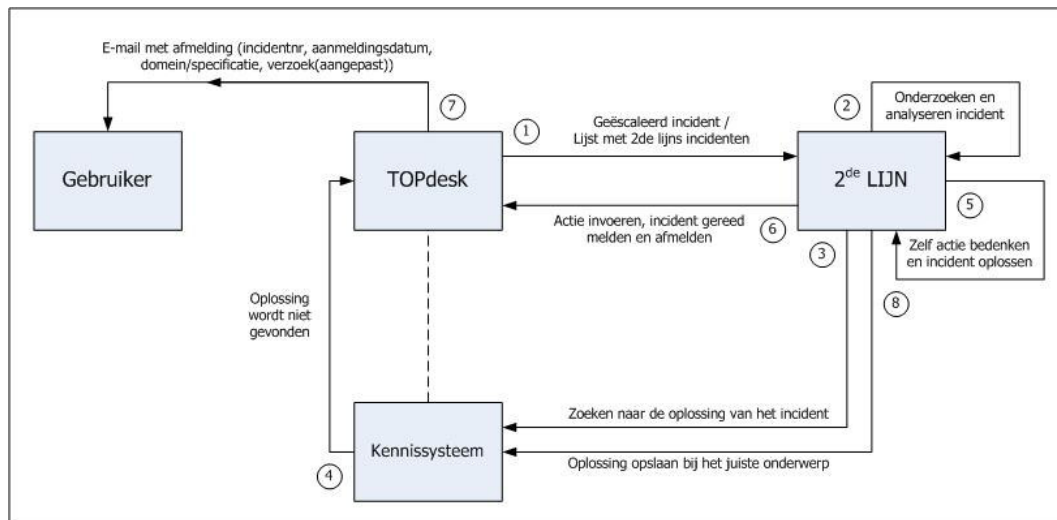 E-mail met afmelding (incidentnr, aanmeldingsdatum,
domein/specificatie, verzoek(aangepast))
7
1
2
Onderzoeken en
analyseren incident
Geëscaleerd incident /
Lijst met 2de lijns incidenten
Gebruiker
TOPdesk
2de LIJN
5
Actie invoeren, incident gereed
melden en afmelden
6
3
Zelf actie bedenken
en incident oplossen
8
Oplossing
wordt niet
gevonden
Zoeken naar de oplossing van het incident
Kennissysteem
4
Oplossing opslaan bij het juiste onderwerp